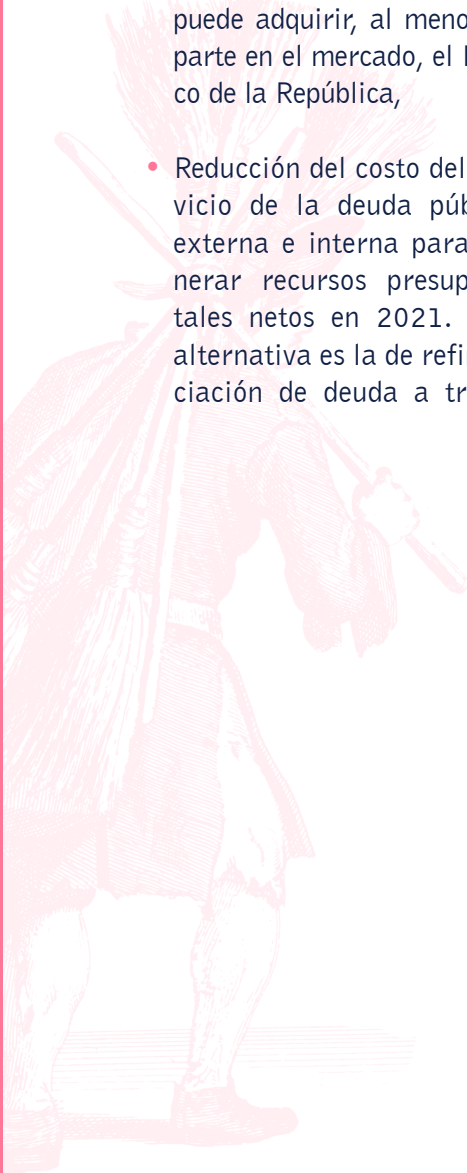 puede adquirir, al meno
parte en el mercado, el
co de la República,
• Reducción del costo del
vicio de la deuda púb
externa e interna para
nerar recursos presup
tales netos en 2021.
alternativa es la de refi
ciación de deuda a tr